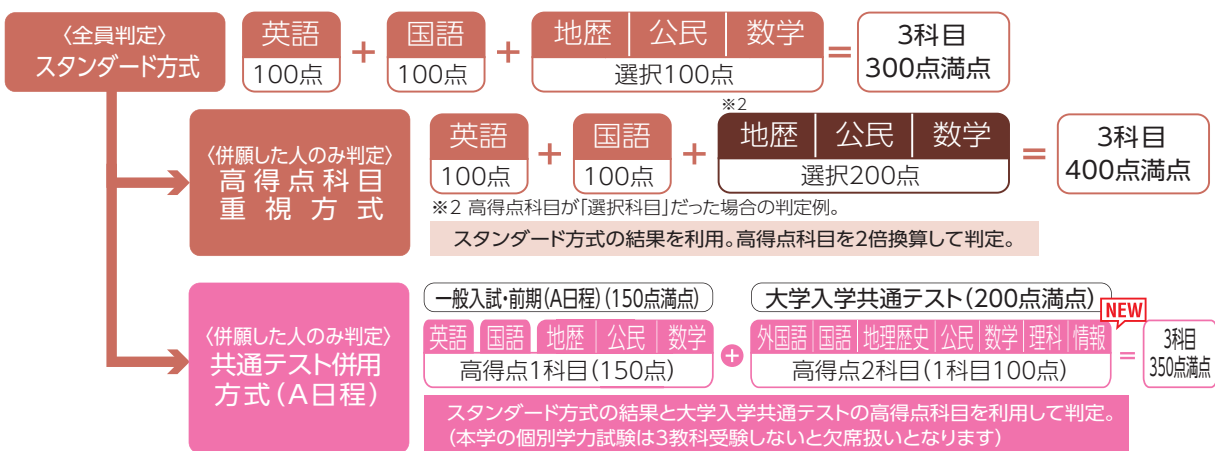 〈全員判定〉
スタンダード方式
英語
100点
+
国語
100点
+
地歴 公民 数学
選択100点
=
3科目
300点満点
〈併願した人のみ判定〉
高得点科目
重視方式
英語
100点
+
国語
100点
+
※2
地歴 公民 数学
選択200点
=
3科目
400点満点
※2 高得点科目が「選択科目」だった場合の判定例。
スタンダード方式の結果を利用。高得点科目を2倍換算して判定。
〈併願した人のみ判定〉
共通テスト併用
方式(A日程)
一般入試・前期(A日程)(150点満点)
英語 国語 地歴 公民 数学
高得点1科目(150点)
+
大学入学共通テスト(200点満点)
NEW
外国語 国語 地理歴史 公民 数学 理科 情報
高得点2科目(1科目100点)
=
3科目
350点満点
スタンダード方式の結果と大学入学共通テストの高得点科目を利用して判定。
(本学の個別学力試験は3教科受験しないと欠席扱いとなります)